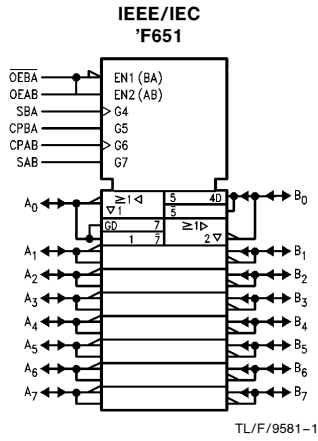 IEEE/IEC
'F651
OEBA EN1 (BA)
OEAB EN2 (AB)
SBA G4
CPBA G5
CPAB G6
SAB G7
A0 ≥1 ◁ 5 4D B0
▽1 5
GD 7 ≥1 ▷
1 7 2▽
A1 B1
A2 B2
A3 B3
A4 B4
A5 B5
A6 B6
A7 B7
TL/F/9581–1